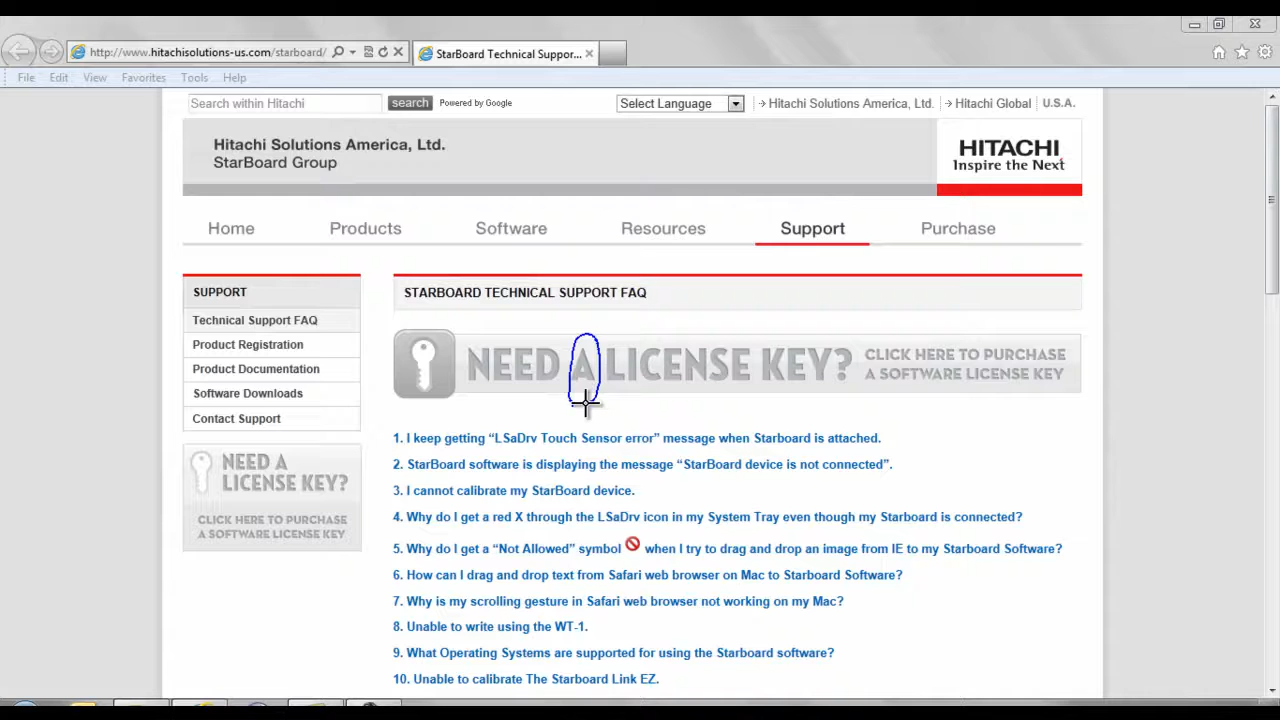 http://www.hitachisolutions-us.com/starboard/
StarBoard Technical Suppor...
File Edit View Favorites Tools Help
Search within Hitachi search Powered by Google Select Language Hitachi Solutions America, Ltd. Hitachi Global U.S.A.
Hitachi Solutions America, Ltd.
StarBoard Group
HITACHI
Inspire the Next
Home Products Software Resources Support Purchase
SUPPORT
Technical Support FAQ
Product Registration
Product Documentation
Software Downloads
Contact Support
NEED A
LICENSE KEY?
CLICK HERE TO PURCHASE
A SOFTWARE LICENSE KEY
STARBOARD TECHNICAL SUPPORT FAQ
NEED A LICENSE KEY?
CLICK HERE TO PURCHASE
A SOFTWARE LICENSE KEY
1. I keep getting “LSaDrv Touch Sensor error” message when Starboard is attached.
2. StarBoard software is displaying the message “StarBoard device is not connected”.
3. I cannot calibrate my StarBoard device.
4. Why do I get a red X through the LSaDrv icon in my System Tray even though my Starboard is connected?
5. Why do I get a “Not Allowed” symbol when I try to drag and drop an image from IE to my Starboard Software?
6. How can I drag and drop text from Safari web browser on Mac to Starboard Software?
7. Why is my scrolling gesture in Safari web browser not working on my Mac?
8. Unable to write using the WT-1.
9. What Operating Systems are supported for using the Starboard software?
10. Unable to calibrate The Starboard Link EZ.